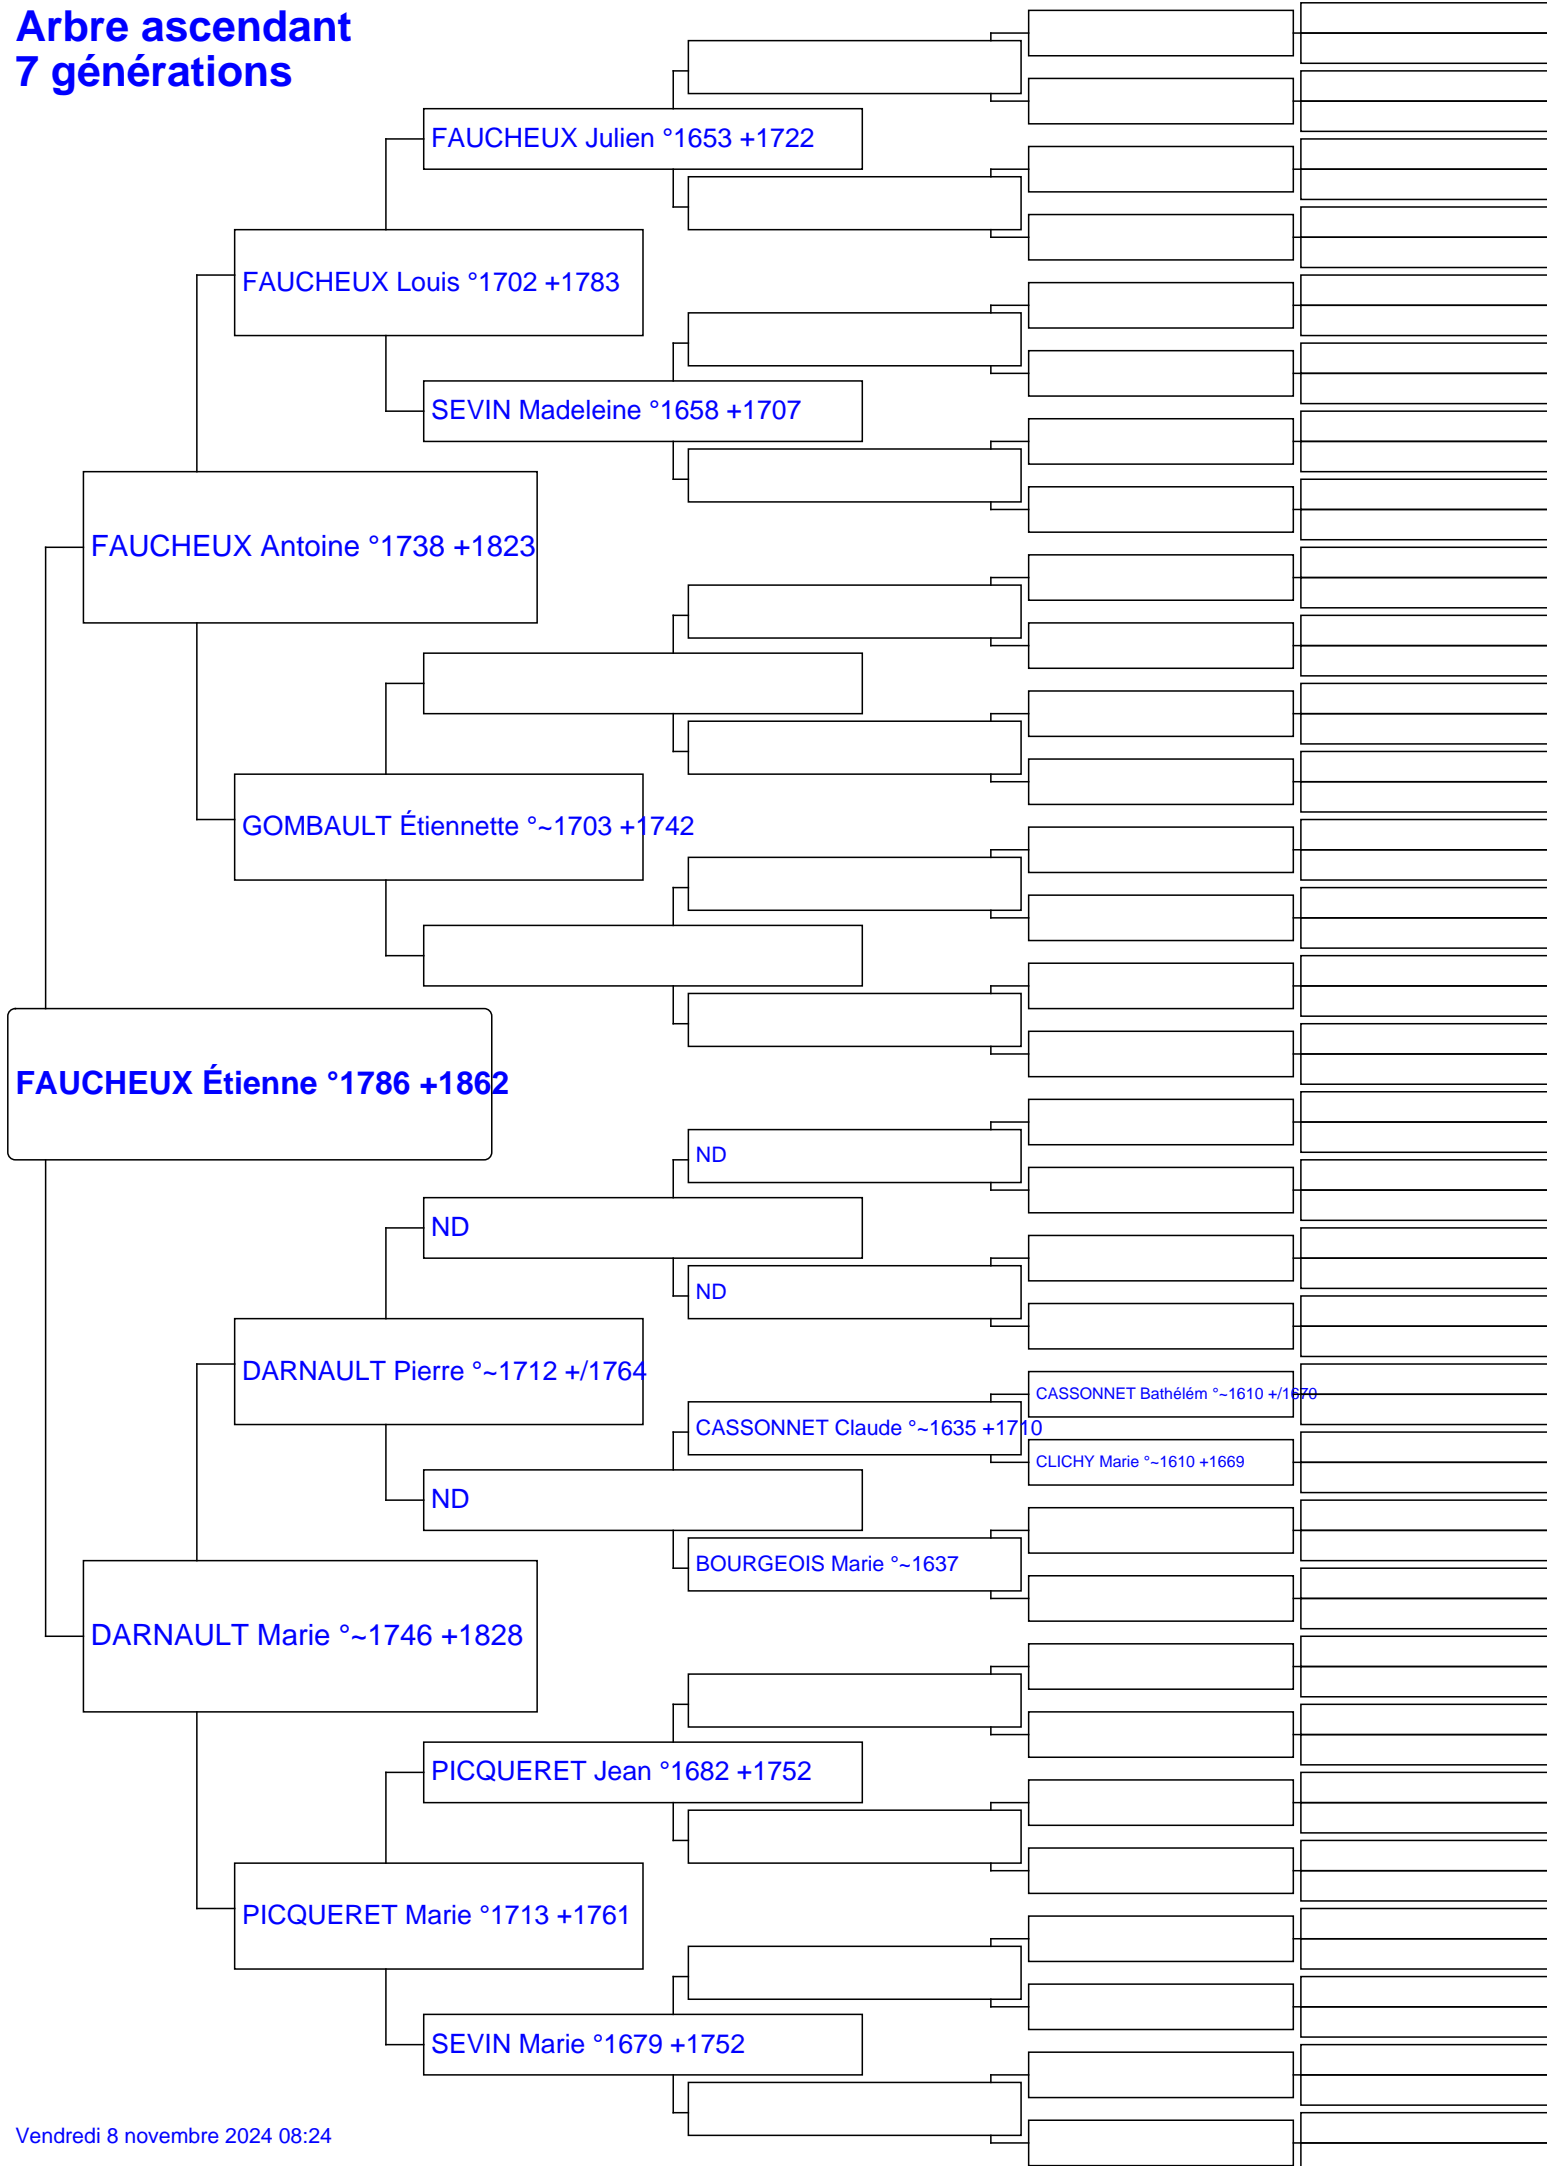 Arbre ascendant
7 générations
FAUCHEUX Julien °1653 +1722
FAUCHEUX Louis °1702 +1783
SEVIN Madeleine °1658 +1707
FAUCHEUX Antoine °1738 +1823
GOMBAULT Étiennette °~1703 +1742
FAUCHEUX Étienne °1786 +1862
ND
ND
ND
DARNAULT Pierre °~1712 +/1764
CASSONNET Bathélém °~1610 +/1670
CASSONNET Claude °~1635 +1710
CLICHY Marie °~1610 +1669
ND
BOURGEOIS Marie °~1637
DARNAULT Marie °~1746 +1828
PICQUERET Jean °1682 +1752
PICQUERET Marie °1713 +1761
SEVIN Marie °1679 +1752
Vendredi 8 novembre 2024 08:24